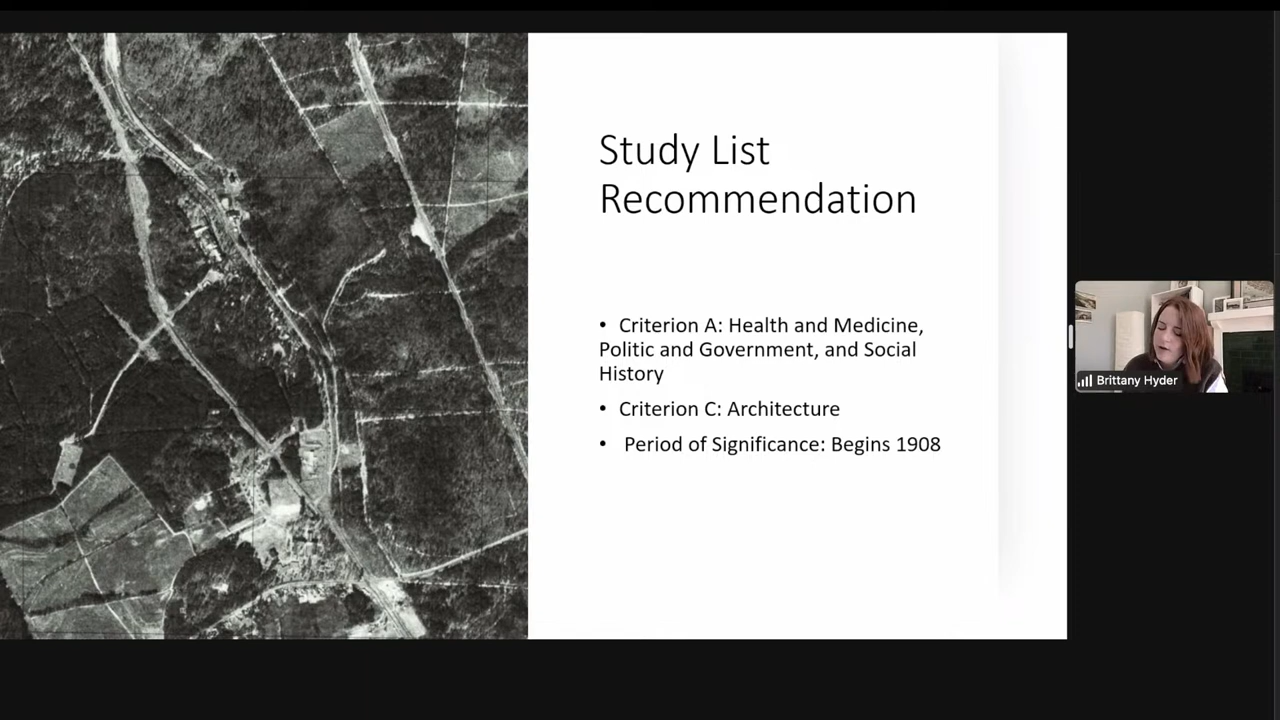 Study List
Recommendation
• Criterion A: Health and Medicine,
Politic and Government, and Social
History
• Criterion C: Architecture
• Period of Significance: Begins 1908
Brittany Hyder